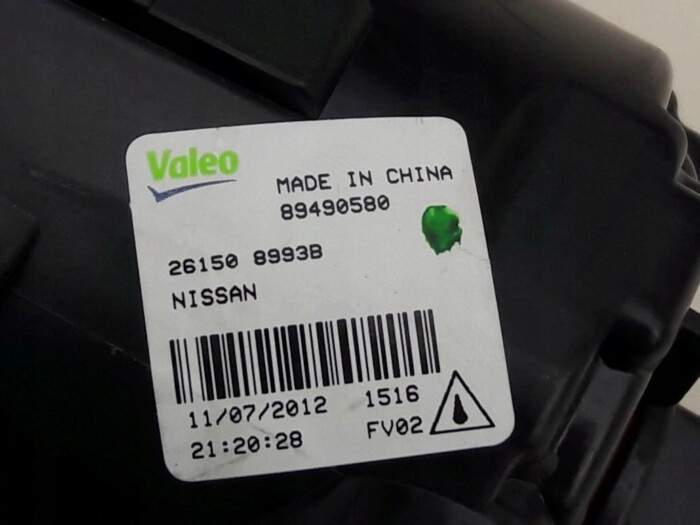 Valeo
MADE IN CHINA
89490580
26150 8993B
NISSAN
11/07/2012 1516
21:20:28 FV02